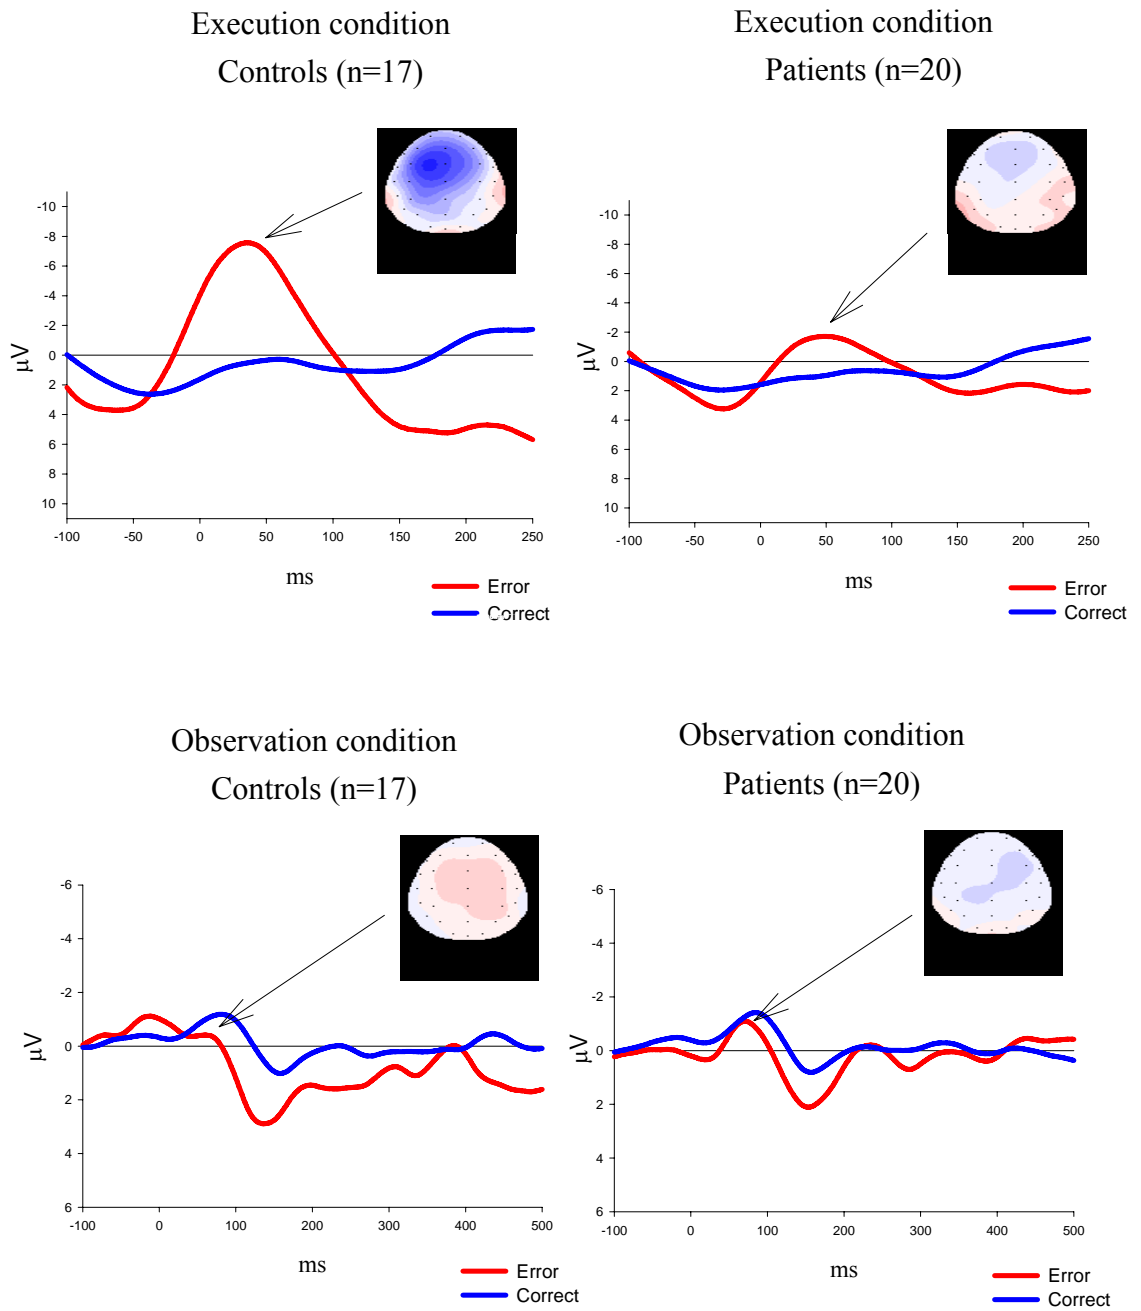 Execution condition
Controls (n=17)
-10
-8
-6
-4
-2
0
2
4
6
8
10
µV
-100
-50
0
50
100
150
200
250
ms
Error
Correct
Execution condition
Patients (n=20)
-10
-8
-6
-4
-2
0
2
4
6
8
10
µV
-100
-50
0
50
100
150
200
250
ms
Error
Correct
Observation condition
Controls (n=17)
-6
-4
-2
0
2
4
6
µV
-100
0
100
200
300
400
500
ms
Error
Correct
Observation condition
Patients (n=20)
-6
-4
-2
0
2
4
6
µV
-100
0
100
200
300
400
500
ms
Error
Correct